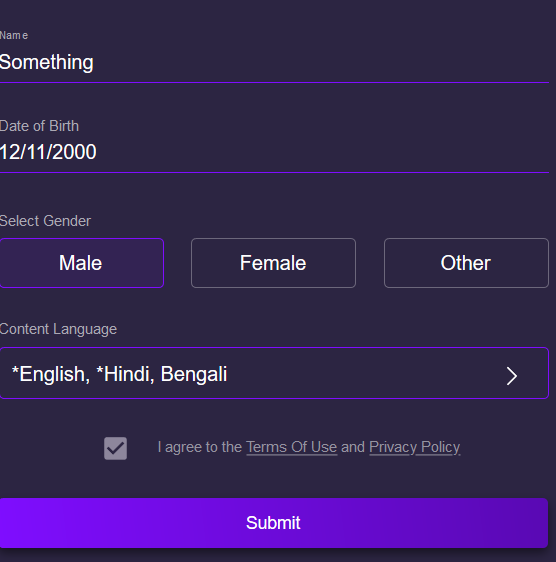 Name
Something
Date of Birth
12/11/2000
Select Gender
Male Female Other
Content Language
*English, *Hindi, Bengali
I agree to the Terms Of Use and Privacy Policy
Submit